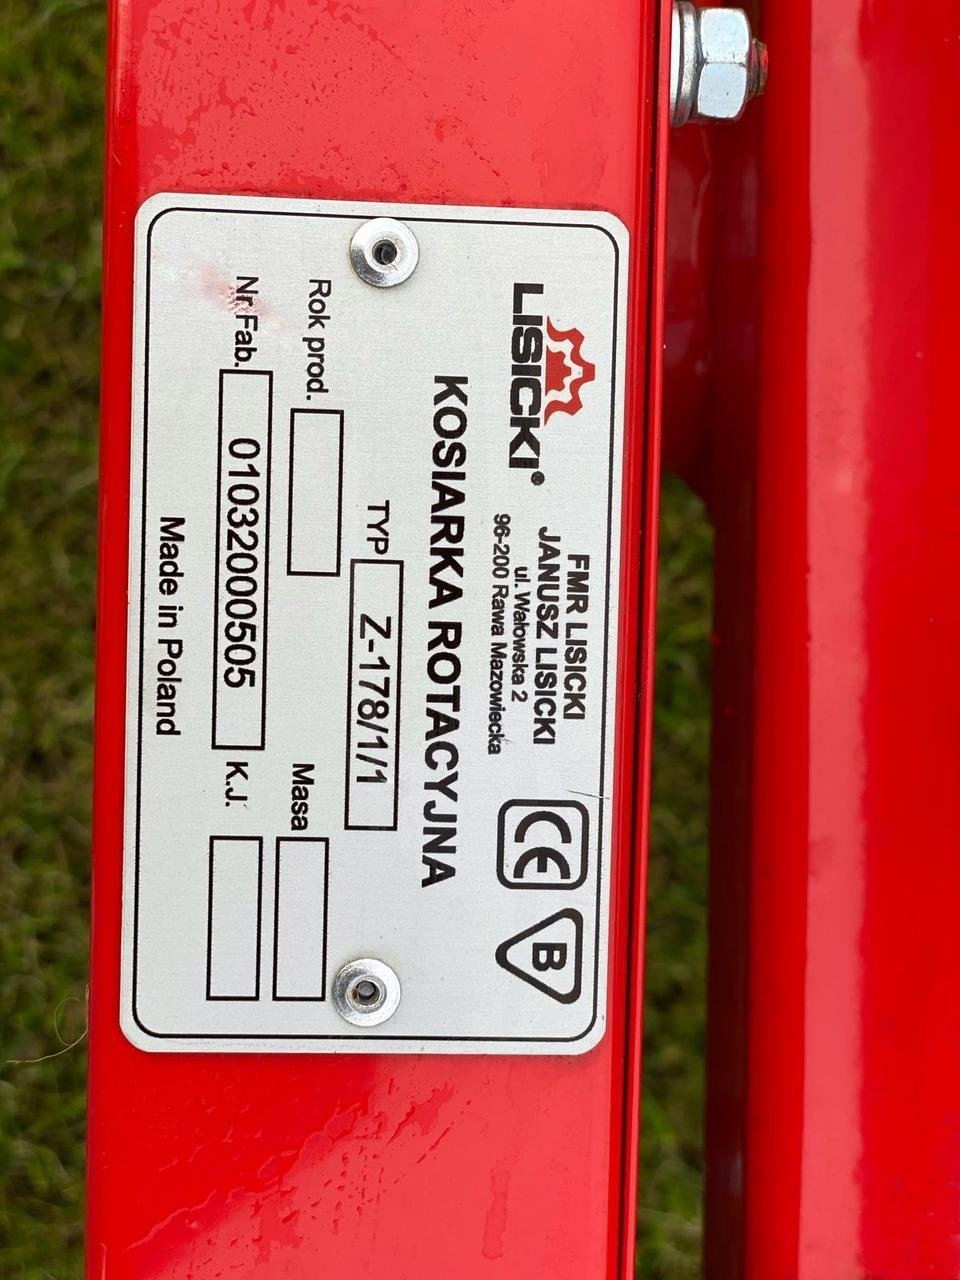 LISICKI®
FMR LISICKI
JANUSZ LISICKI
ul. Wałowska 2
96-200 Rawa Mazowiecka
CE
B
KOSIARKA ROTACYJNA
TYP Z-178/1/1
Rok prod.
Masa
Nr Fab. 01032000505
K.J.
Made in Poland